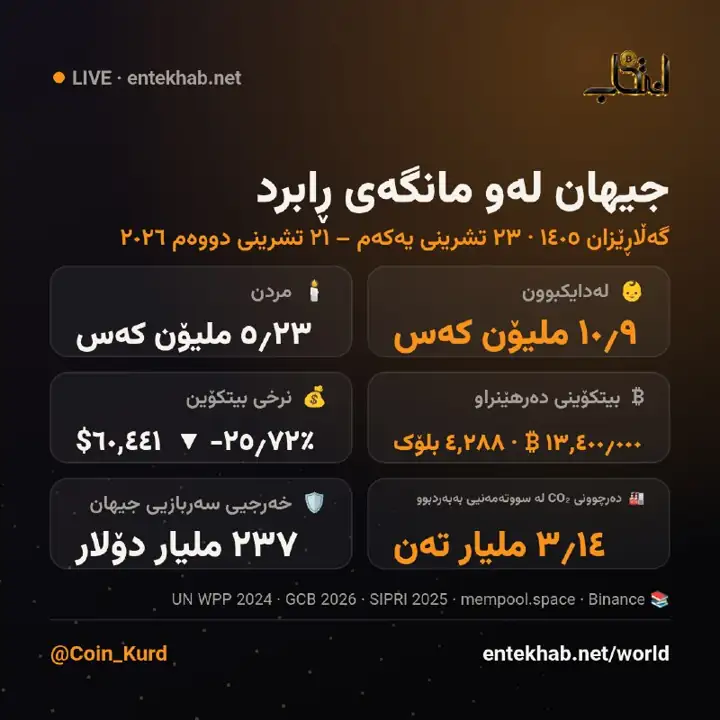 LIVE · entekhab.net
انتخاب
جیهان لەو مانگەی ڕابرد
گەڵاڕێزان ١٤٠٥ · ٢٣ تشرینی یەکەم – ٢١ تشرینی دووەم ٢٠٢٦
👶 لەدایکبوون
١٠٫٩ ملیۆن کەس
🕯️ مردن
٥٫٢٣ ملیۆن کەس
₿ بیتکۆینی دەرهێنراو
١٣,٤٠٠٫٠٠٠ ₿ · ٤,٢٨٨ بلۆک
💰 نرخی بیتکۆین
$٦٠,٤٤١ ▼ -٢٥٫٧٢٪
🏭 دەرچوونی CO₂ لە سووتەمەنیی بەبەردبوو
٣٫١٤ ملیار تەن
🛡️ خەرجیی سەربازیی جیهان
٢٣٧ ملیار دۆلار
UN WPP 2024 · GCB 2026 · SIPRI 2025 · mempool.space · Binance 📚
@Coin_Kurd
entekhab.net/world